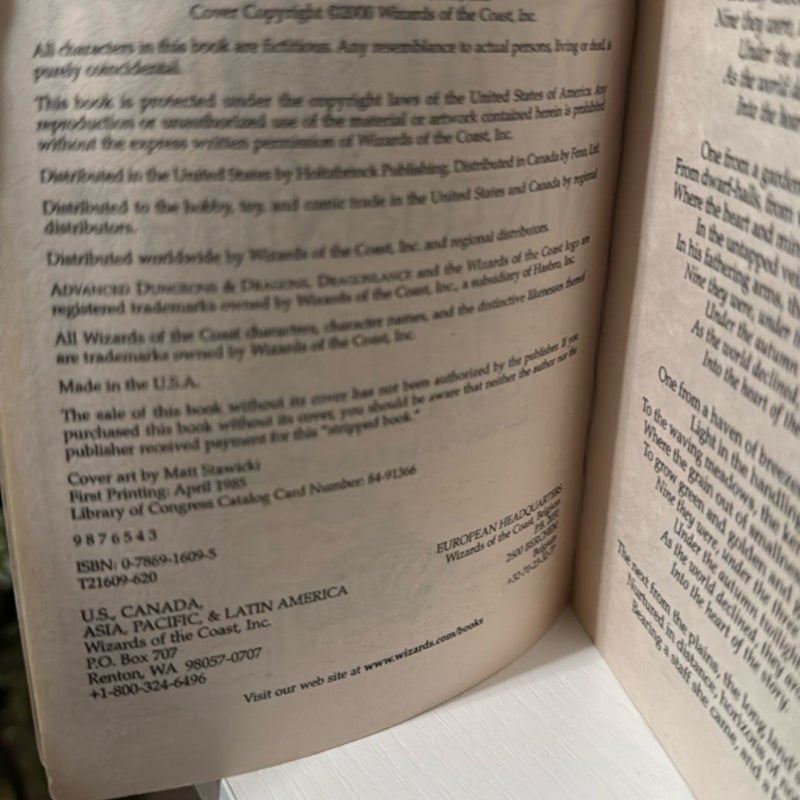 Cover Copyright ©2000 Wizards of the Coast, Inc.
All characters in this book are fictitious. Any resemblance to actual persons, living or dead, is
purely coincidental.
This book is protected under the copyright laws of the United States of America. Any
reproduction or unauthorized use of the material or artwork contained herein is prohibited
without the express written permission of Wizards of the Coast, Inc.
Distributed in the United States by Holtzbrinck Publishing. Distributed in Canada by Fenn, Ltd.
Distributed to the hobby, toy, and comic trade in the United States and Canada by regional
distributors.
Distributed worldwide by Wizards of the Coast, Inc. and regional distributors.
ADVANCED DUNGEONS & DRAGONS, DRAGONLANCE and the Wizards of the Coast logo are
registered trademarks owned by Wizards of the Coast, Inc., a subsidiary of Hasbro, Inc.
All Wizards of the Coast characters, character names, and the distinctive likenesses thereof
are trademarks owned by Wizards of the Coast, Inc.
Made in the U.S.A.
The sale of this book without its cover has not been authorized by the publisher. If you
purchased this book without its cover, you should be aware that neither the author nor the
publisher received payment for this "stripped book."
Cover art by Matt Stawicki
First Printing: April 1985
Library of Congress Catalog Card Number: 84-91366
9 8 7 6 5 4 3
ISBN: 0-7869-1609-5
T21609-620
U.S., CANADA,
ASIA, PACIFIC, & LATIN AMERICA
Wizards of the Coast, Inc.
P.O. Box 707
Renton, WA 98057-0707
+1-800-324-6496
EUROPEAN HEADQUARTERS
Wizards of the Coast, Belgium
P.B.
2600 BERCHEM
Belgium
Visit our web site at www.wizards.com/books
Nine they were,
Under the
As the world
Into the hear
One from a garden
From dwarf-halls, from
Where the heart and mind
In the untapped
In his fathering arms, the
Nine they were, under
Under the autumn
As the world declined,
Into the heart of the
One from a haven of breezes
Light in the handling
To the waving meadows, the
Where the grain out of smallness
To grow green and golden and
Nine they were, under the three
Under the autumn twilight
As the world declined, they
Into the heart of the story.
The next from the plains, the long land's
Nurtured in distance, horizons of
Bearing a staff she came, and a